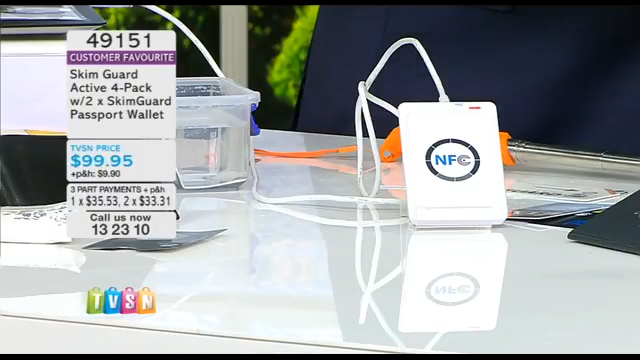 49151
CUSTOMER FAVOURITE
Skim Guard
Active 4-Pack
w/2 x SkimGuard
Passport Wallet
TVSN PRICE
$99.95
+p&h: $9.90
3 PART PAYMENTS + p&h
1 x $35.53, 2 x $33.31
Call us now
13 23 10
TVSN
NFC